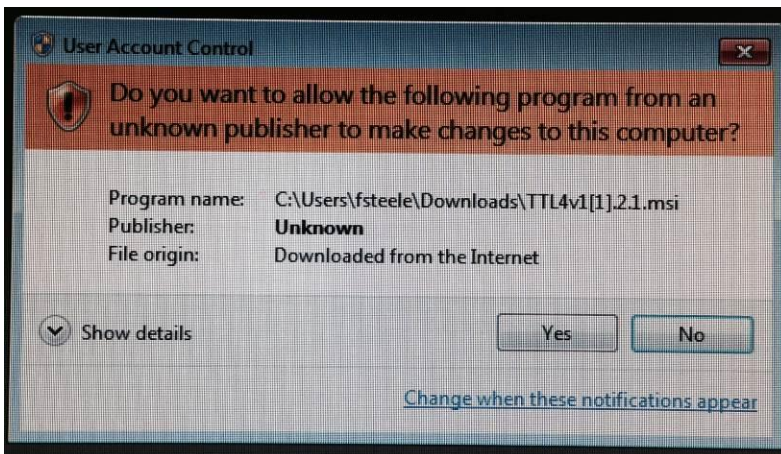 User Account Control
Do you want to allow the following program from an
unknown publisher to make changes to this computer?
Program name: C:\Users\fsteele\Downloads\TTL4v1[1].2.1.msi
Publisher: Unknown
File origin: Downloaded from the Internet
Show details Yes No
Change when these notifications appear